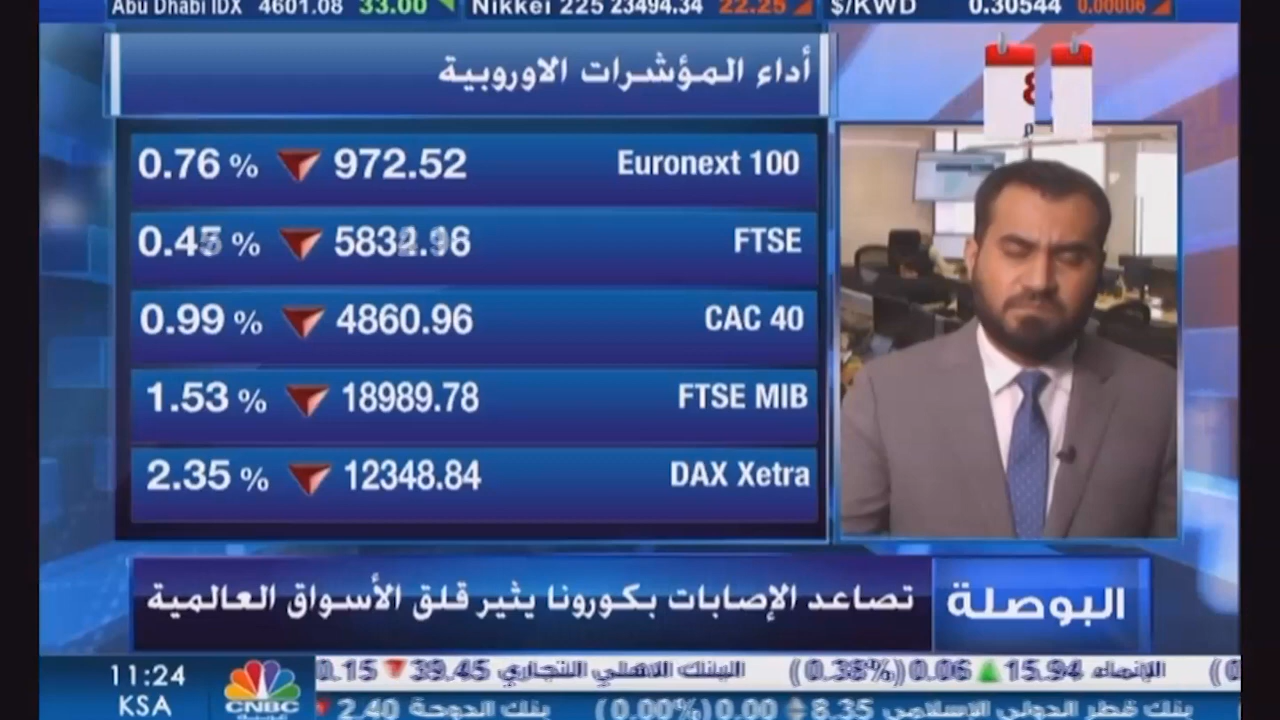 Abu Dhabi IDX 4601.08 33.00 Nikkei 225 23494.34 22.25 $/KWD 0.30544 0.00006
أداء المؤشرات الاوروبية
Euronext 100 972.52 0.76 %
FTSE
CAC 40 4860.96 0.99 %
FTSE MIB 18989.78 1.53 %
DAX Xetra 12348.84 2.35 %
البوصلة تصاعد الإصابات بكورونا يثير قلق الأسواق العالمية
11:24
KSA
CNBC
عربية
الإنماء 15.94 0.06 (0.38%) البنك الاهلي التجاري 39.45 0.15
بنك قطر الدولي الاسلامي 8.35 0.00 (0.00%) بنك الدوحة 2.40